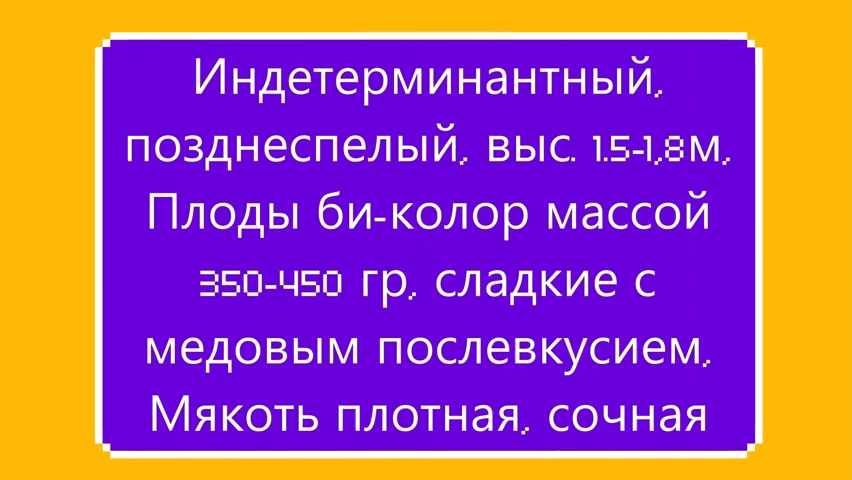 Индетерминантный,
позднеспелый, выс. 1.5-1,8м,
Плоды би-колор массой
350-450 гр, сладкие с
медовым послевкусием,
Мякоть плотная, сочная